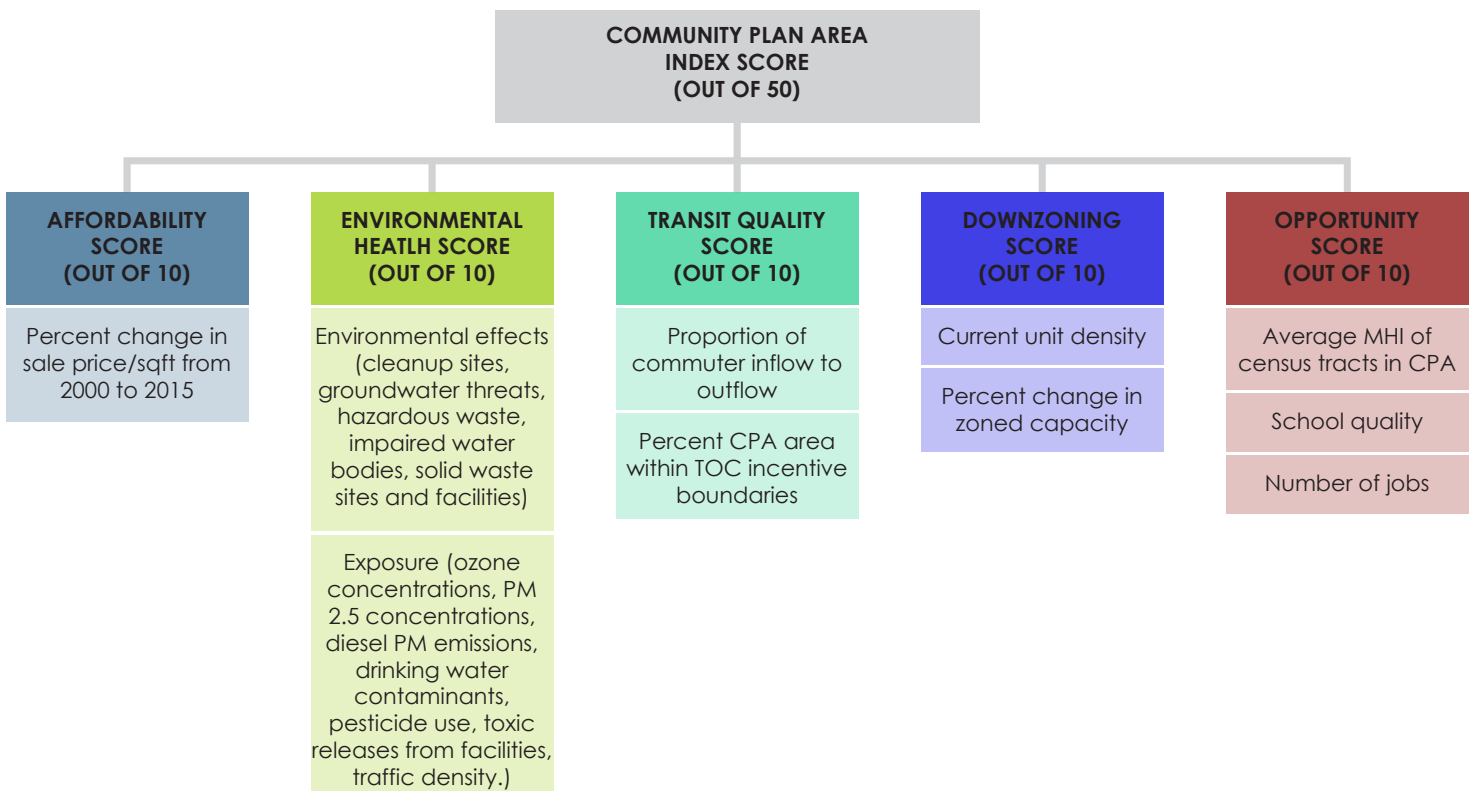 COMMUNITY PLAN AREA
INDEX SCORE
(OUT OF 50)
AFFORDABILITY
SCORE
(OUT OF 10)
Percent change in
sale price/sqft from
2000 to 2015
ENVIRONMENTAL
HEATLH SCORE
(OUT OF 10)
Environmental effects
(cleanup sites,
groundwater threats,
hazardous waste,
impaired water
bodies, solid waste
sites and facilities)
Exposure (ozone
concentrations, PM
2.5 concentrations,
diesel PM emissions,
drinking water
contaminants,
pesticide use, toxic
releases from facilities,
traffic density.)
TRANSIT QUALITY
SCORE
(OUT OF 10)
Proportion of
commuter inflow to
outflow
Percent CPA area
within TOC incentive
boundaries
DOWNZONING
SCORE
(OUT OF 10)
Current unit density
Percent change in
zoned capacity
OPPORTUNITY
SCORE
(OUT OF 10)
Average MHI of
census tracts in CPA
School quality
Number of jobs